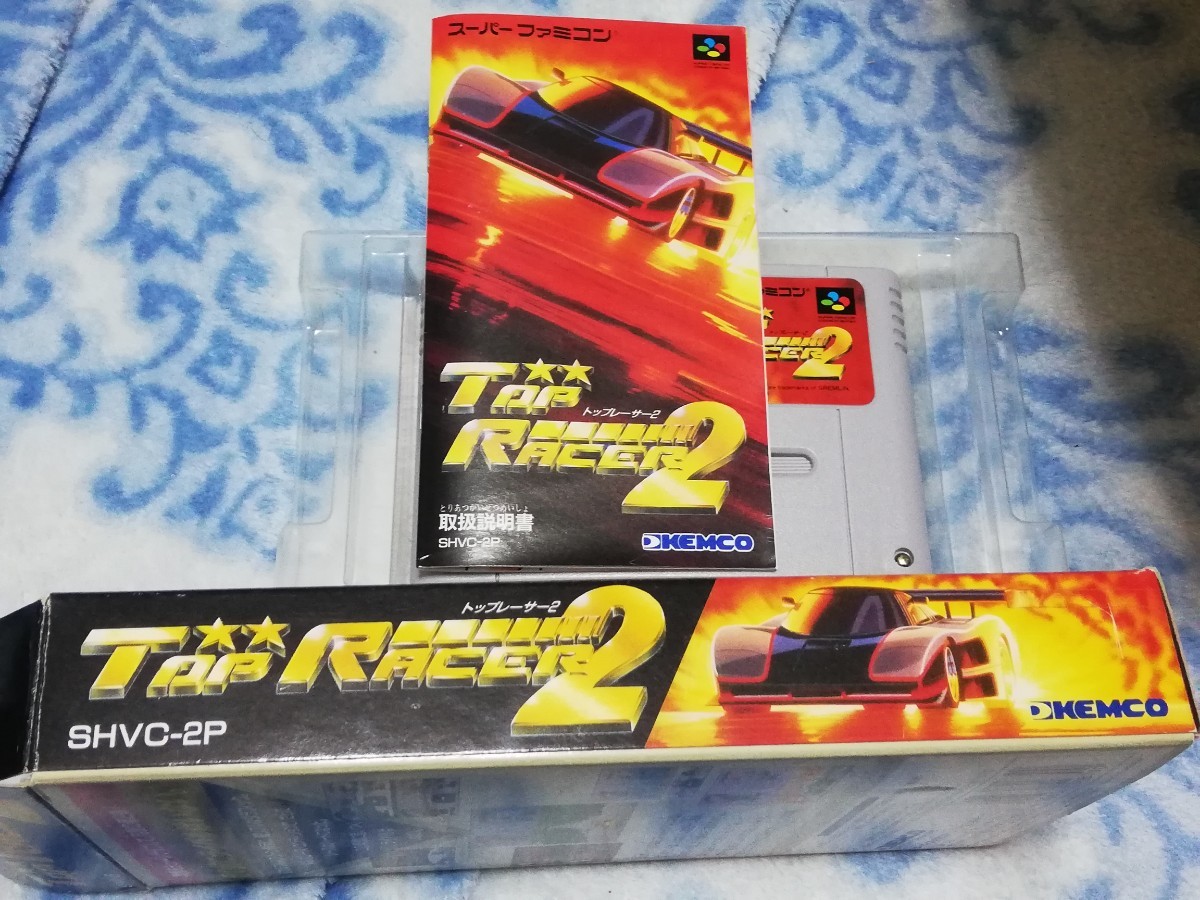 スーパーファミコン
TOP
トップレーサー2
RACER 2
とりあつかいせつめいしょ
取扱説明書
SHVC-2P
KEMCO
ァミコン
RACER 2
トップレーサー2
TOP RACER 2
SHVC-2P
KEMCO